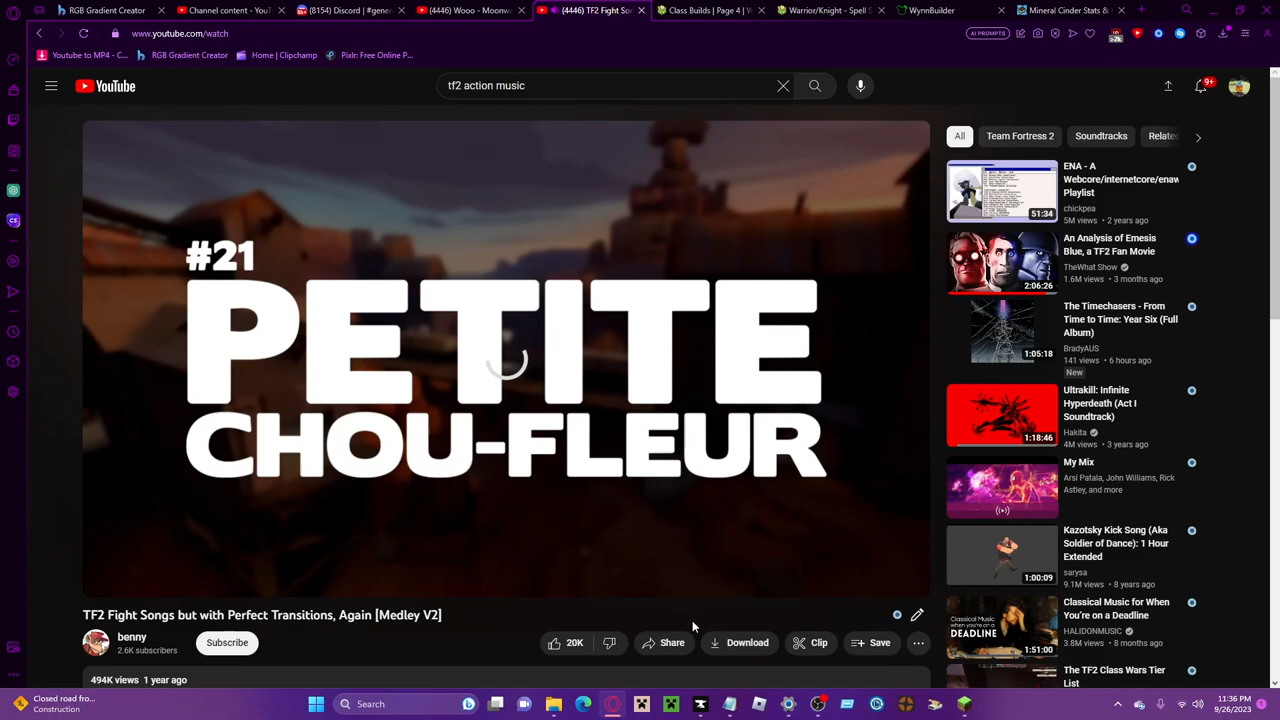 RGB Gradient Creator
Channel content - YouT
(8154) Discord | #gener
(4446) Wooo - Moonwa
(4446) TF2 Fight So
Class Builds | Page 4 | W
Warrior/Knight - Spell S
WynnBuilder
Mineral Cinder Stats &
www.youtube.com/watch
AI PROMPTS
>2k
Youtube to MP4 - C...
RGB Gradient Creator
Home | Clipchamp
Pixlr: Free Online P...
YouTube
tf2 action music
9+
#21
PETITE
CHOU-FLEUR
All
Team Fortress 2
Soundtracks
Relate
ENA - A
Webcore/internetcore/ena
Playlist
chickpea
5M views • 2 years ago
51:34
An Analysis of Emesis
Blue, a TF2 Fan Movie
TheWhat Show
1.6M views • 3 months ago
2:06:26
The Timechasers - From
Time to Time: Year Six (Full
Album)
BradyAUS
141 views • 6 hours ago
New
1:05:18
Ultrakill: Infinite
Hyperdeath (Act I
Soundtrack)
Hakita
4M views • 3 years ago
1:18:46
My Mix
Arsi Patala, John Williams, Rick
Astley, and more
Kazotsky Kick Song (Aka
Soldier of Dance): 1 Hour
Extended
sarysa
9.1M views • 8 years ago
1:00:09
Classical Music for When
You're on a Deadline
HALIDONMUSIC
3.8M views • 8 months ago
Classical Music
when you're on a
DEADLINE
1:51:00
The TF2 Class Wars Tier
List
TF2 Fight Songs but with Perfect Transitions, Again [Medley V2]
benny
2.6K subscribers
Subscribe
20K
Share
Download
Clip
Save
494K views 1 year ago
Closed road fro...
Construction
Search
11:36 PM
9/26/2023